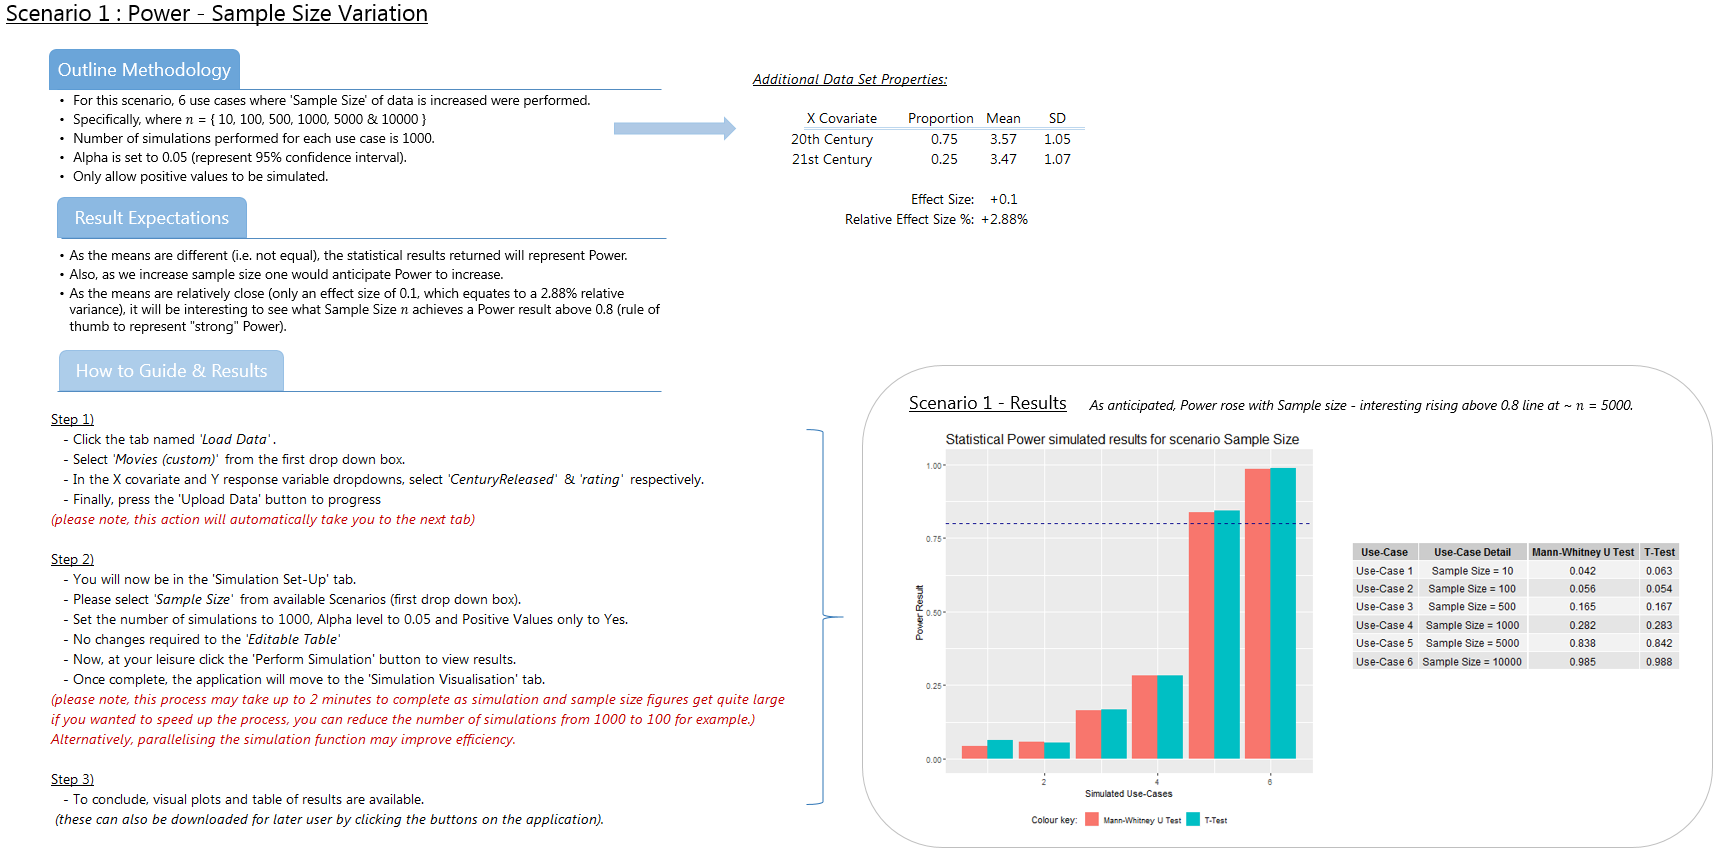 Scenario 1 : Power - Sample Size Variation
Outline Methodology
• For this scenario, 6 use cases where 'Sample Size' of data is increased were performed.
• Specifically, where n = { 10, 100, 500, 1000, 5000 & 10000 }
• Number of simulations performed for each use case is 1000.
• Alpha is set to 0.05 (represent 95% confidence interval).
• Only allow positive values to be simulated.
Additional Data Set Properties:
X Covariate Proportion Mean SD
20th Century 0.75 3.57 1.05
21st Century 0.25 3.47 1.07
Effect Size: +0.1
Relative Effect Size %: +2.88%
Result Expectations
• As the means are different (i.e. not equal), the statistical results returned will represent Power.
• Also, as we increase sample size one would anticipate Power to increase.
• As the means are relatively close (only an effect size of 0.1, which equates to a 2.88% relative
variance), it will be interesting to see what Sample Size n achieves a Power result above 0.8 (rule of
thumb to represent "strong" Power).
How to Guide & Results
Step 1)
- Click the tab named 'Load Data' .
- Select 'Movies (custom)' from the first drop down box.
- In the X covariate and Y response variable dropdowns, select 'CenturyReleased' & 'rating' respectively.
- Finally, press the 'Upload Data' button to progress
(please note, this action will automatically take you to the next tab)
Step 2)
- You will now be in the 'Simulation Set-Up' tab.
- Please select 'Sample Size' from available Scenarios (first drop down box).
- Set the number of simulations to 1000, Alpha level to 0.05 and Positive Values only to Yes.
- No changes required to the 'Editable Table'
- Now, at your leisure click the 'Perform Simulation' button to view results.
- Once complete, the application will move to the 'Simulation Visualisation' tab.
(please note, this process may take up to 2 minutes to complete as simulation and sample size figures get quite large
if you wanted to speed up the process, you can reduce the number of simulations from 1000 to 100 for example.)
Alternatively, parallelising the simulation function may improve efficiency.
Step 3)
- To conclude, visual plots and table of results are available.
(these can also be downloaded for later user by clicking the buttons on the application).
Scenario 1 - Results As anticipated, Power rose with Sample size - interesting rising above 0.8 line at ~ n = 5000.
Statistical Power simulated results for scenario Sample Size
Power Result
1.00
0.75
0.50
0.25
0.00
2 4 6
Simulated Use-Cases
Colour key: Mann-Whitney U Test T-Test
Use-Case Use-Case Detail Mann-Whitney U Test T-Test
Use-Case 1 Sample Size = 10 0.042 0.063
Use-Case 2 Sample Size = 100 0.056 0.054
Use-Case 3 Sample Size = 500 0.165 0.167
Use-Case 4 Sample Size = 1000 0.282 0.283
Use-Case 5 Sample Size = 5000 0.838 0.842
Use-Case 6 Sample Size = 10000 0.985 0.988